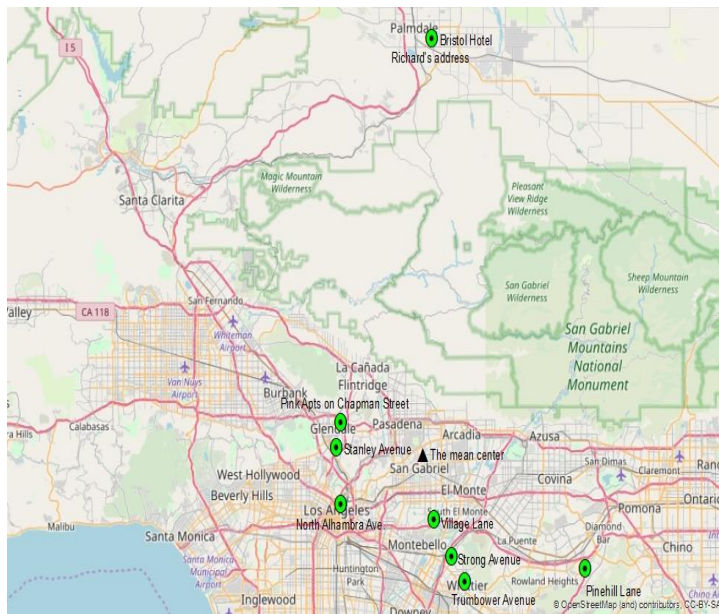 Palmdale
Bristol Hotel
Richard's address
I 5
Magic Mountain
Wilderness
Santa Clarita
Pleasant
View Ridge
Wilderness
San Gabriel
Wilderness
Sheep Mountain
Wilderness
San Fernando
CA 118
Valley
Whiteman
Airport
San Gabriel
Mountains
National
Monument
Van Nuys
Airport
La Cañada
Flintridge
Burbank
Pink Apts on Chapman Street
Calabasas
Glendale
Pasadena
Arcadia
Azusa
Stanley Avenue
The mean center
San Gabriel
San Dimas
Claremont
West Hollywood
Beverly Hills
Covina
El Monte
Pomona
Ontario
Los Angeles
North Alhambra Ave.
South El Monte
Village Lane
Malibu
Santa Monica
Diamond
Bar
Montebello
La Puente
Chino
Santa Monica
Municipal
Airport
Huntington
Park
Strong Avenue
Whittier
Rowland Heights
Trumbower Avenue
Pinehill Lane
Inglewood
Downey
© OpenStreetMap (and) contributors, CC-BY-SA